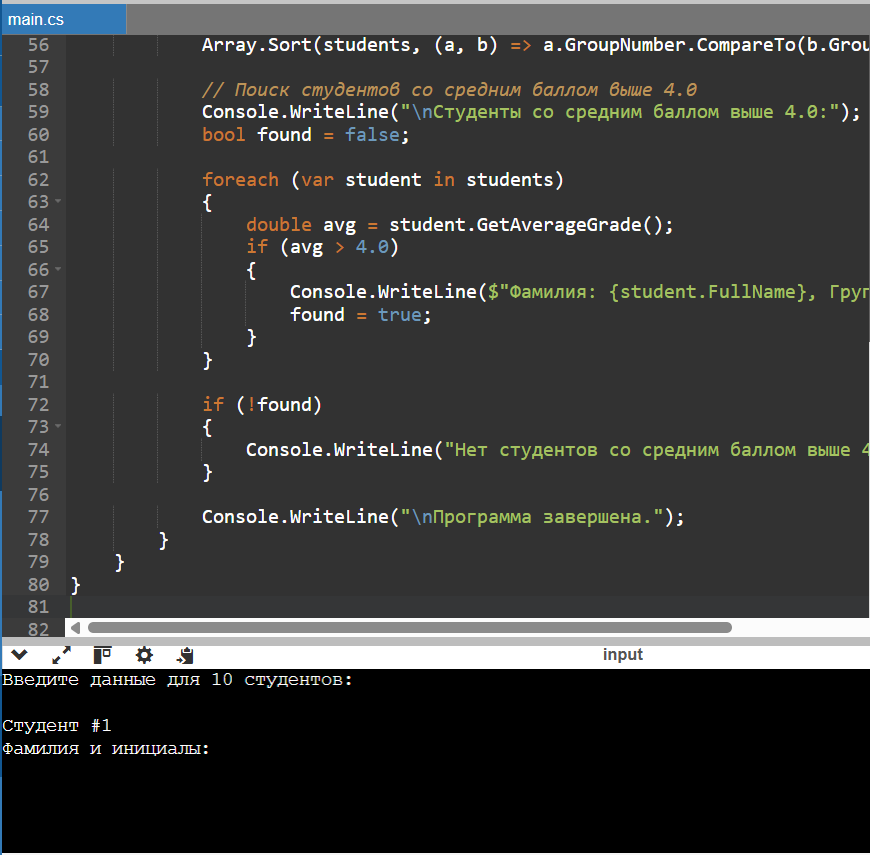 main.cs
56 Array.Sort(students, (a, b) => a.GroupNumber.CompareTo(b.Grou
57
58 // Поиск студентов со средним баллом выше 4.0
59 Console.WriteLine("\nСтуденты со средним баллом выше 4.0:");
60 bool found = false;
61
62 foreach (var student in students)
63 {
64 double avg = student.GetAverageGrade();
65 if (avg > 4.0)
66 {
67 Console.WriteLine($"Фамилия: {student.FullName}, Груп
68 found = true;
69 }
70 }
71
72 if (!found)
73 {
74 Console.WriteLine("Нет студентов со средним баллом выше 4
75 }
76
77 Console.WriteLine("\nПрограмма завершена.");
78 }
79 }
80 }
81
82
input
Введите данные для 10 студентов:
Студент #1
Фамилия и инициалы: